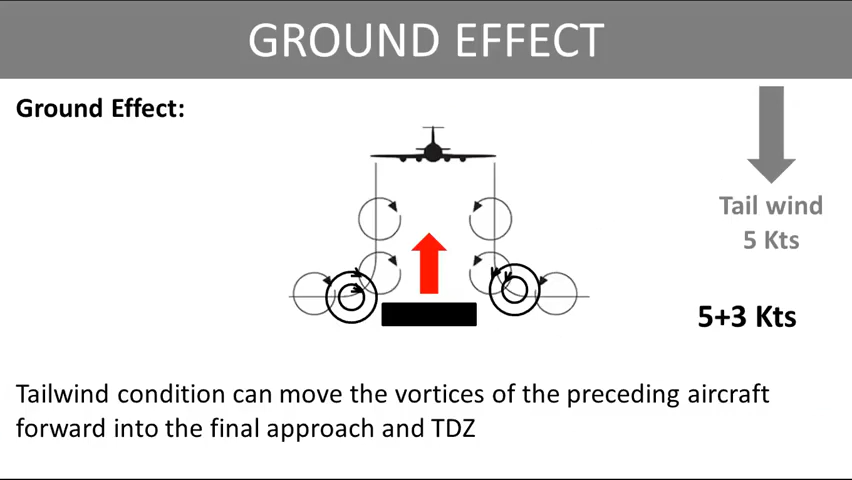 GROUND EFFECT
Ground Effect:
Tail wind
5 Kts
5+3 Kts
Tailwind condition can move the vortices of the preceding aircraft
forward into the final approach and TDZ